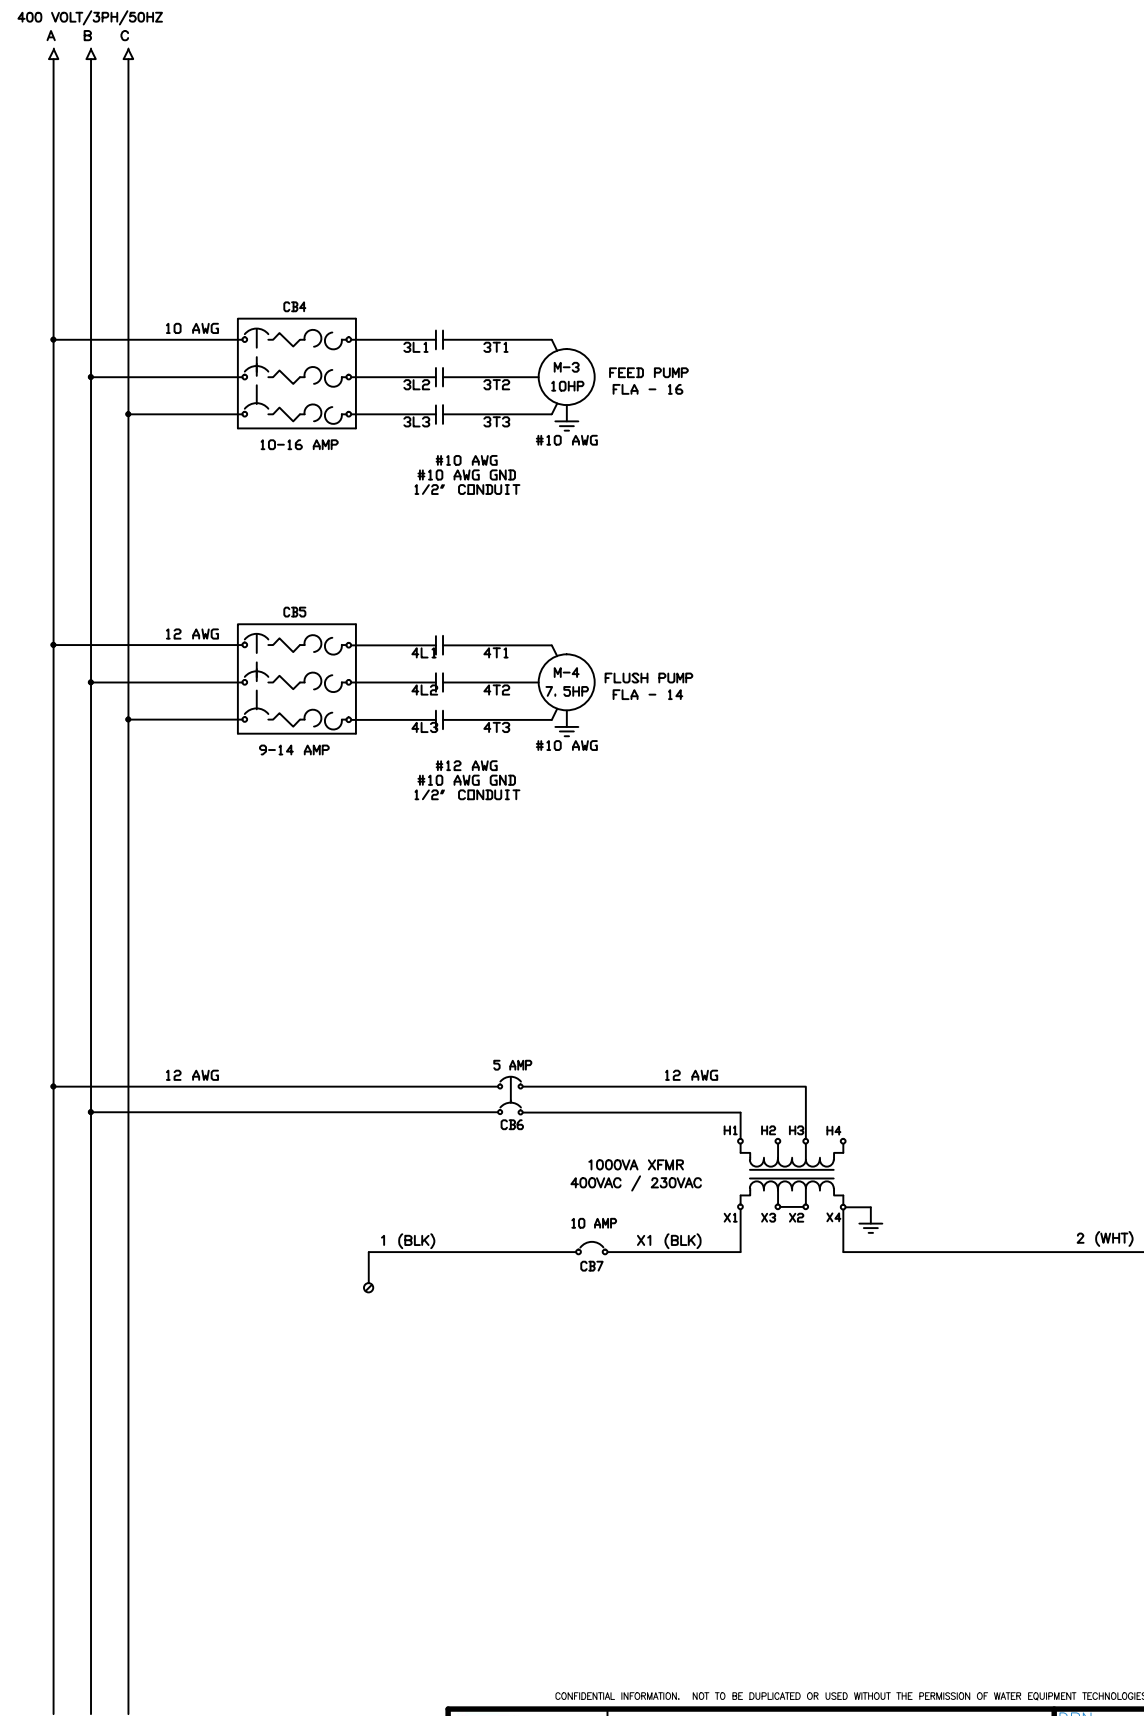 400 VOLT/3PH/50HZ
A B C
CB4
10 AWG
3L1 3T1
3L2 3T2
3L3 3T3
M-3
10HP
FEED PUMP
FLA - 16
10-16 AMP
#10 AWG
#10 AWG
#10 AWG GND
1/2" CONDUIT
CB5
12 AWG
4L1 4T1
4L2 4T2
4L3 4T3
M-4
7.5HP
FLUSH PUMP
FLA - 14
9-14 AMP
#10 AWG
#12 AWG
#10 AWG GND
1/2" CONDUIT
5 AMP
12 AWG
12 AWG
CB6
H1 H2 H3 H4
1000VA XFMR
400VAC / 230VAC
X1 X3 X2 X4
10 AMP
1 (BLK)
X1 (BLK)
2 (WHT)
CB7
CONFIDENTIAL INFORMATION. NOT TO BE DUPLICATED OR USED WITHOUT THE PERMISSION OF WATER EQUIPMENT TECHNOLOGIES